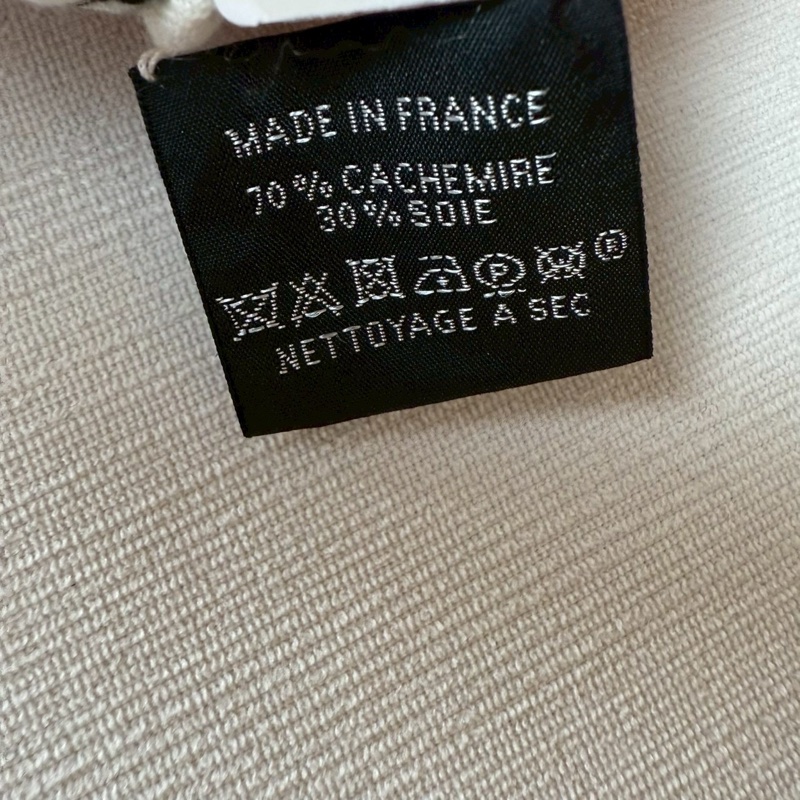 MADE IN FRANCE
70 % CACHEMIRE
30 % SOIE
P W ®
NETTOYAGE À SEC